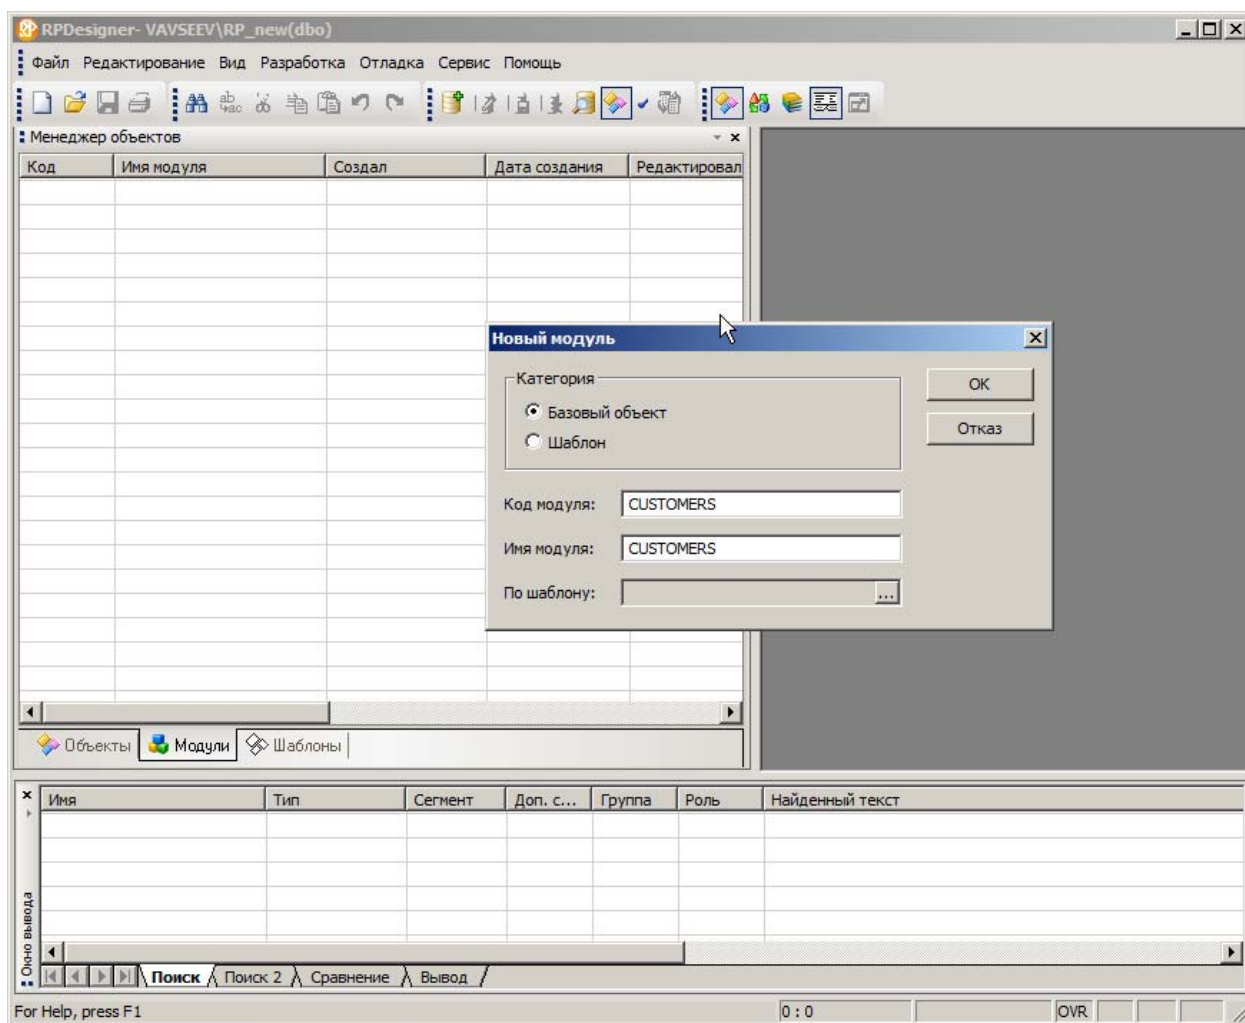 RPDesigner- VAVSEEV\RP_new(dbo)
Файл Редактирование Вид Разработка Отладка Сервис Помощь
Менеджер объектов
Код Имя модуля Создал Дата создания Редактировал
Новый модуль
Категория
Базовый объект
Шаблон
OK
Отказ
Код модуля: CUSTOMERS
Имя модуля: CUSTOMERS
По шаблону: ...
Объекты Модули Шаблоны
Имя Тип Сегмент Доп. с... Группа Роль Найденный текст
Окно вывода
Поиск Поиск 2 Сравнение Вывод
For Help, press F1 0 : 0 OVR